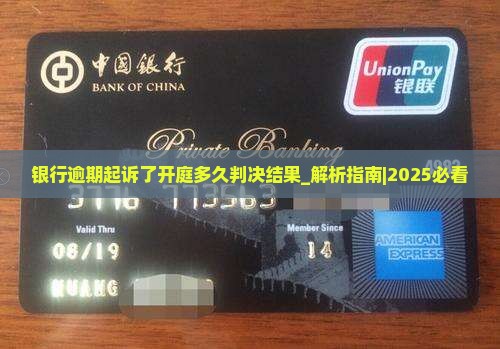 中國銀行
BANK OF CHINA
UnionPay
银联
Private Banking
银行逾期起诉了开庭多久判决结果_解析指南|2025必看
Valid Thru
Member Since
06/19
14
AMERICAN
EXPRESS
HUANG